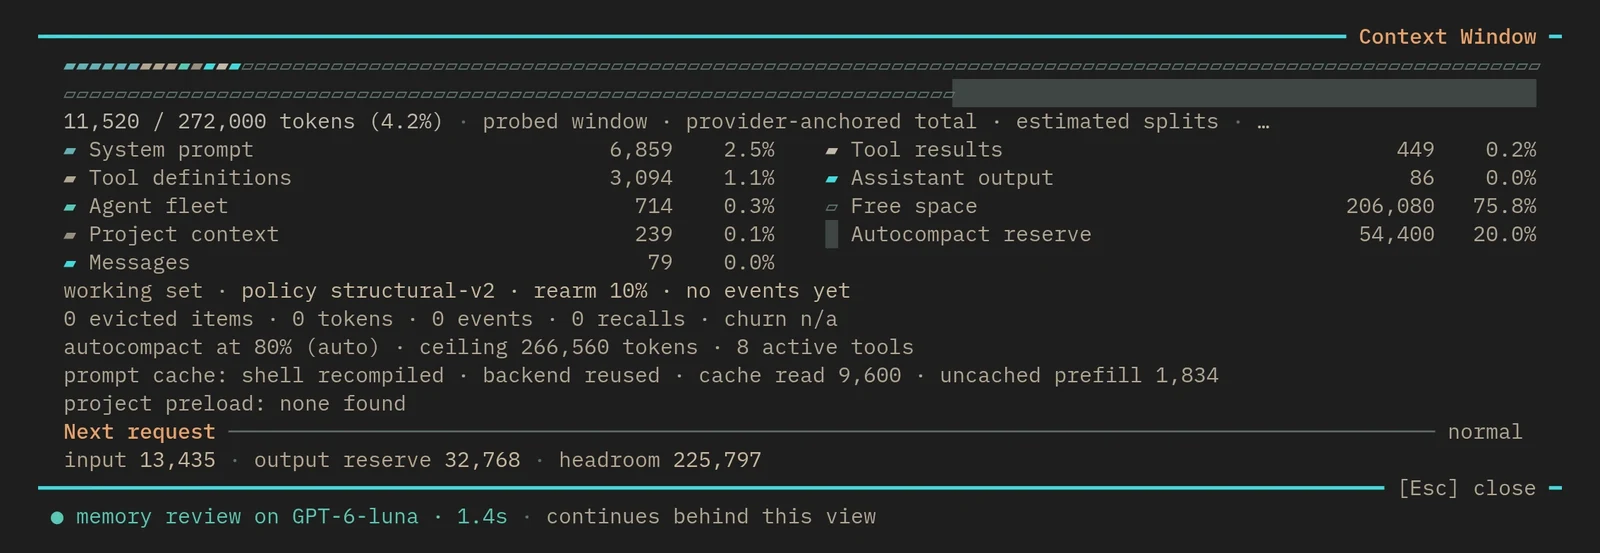 Context Window
11,520 / 272,000 tokens (4.2%) · probed window · provider-anchored total · estimated splits · …
System prompt 6,859 2.5% Tool results 449 0.2%
Tool definitions 3,094 1.1% Assistant output 86 0.0%
Agent fleet 714 0.3% Free space 206,080 75.8%
Project context 239 0.1% Autocompact reserve 54,400 20.0%
Messages 79 0.0%
working set · policy structural-v2 · rearm 10% · no events yet
0 evicted items · 0 tokens · 0 events · 0 recalls · churn n/a
autocompact at 80% (auto) · ceiling 266,560 tokens · 8 active tools
prompt cache: shell recompiled · backend reused · cache read 9,600 · uncached prefill 1,834
project preload: none found
Next request normal
input 13,435 · output reserve 32,768 · headroom 225,797
[Esc] close
● memory review on GPT-6-luna · 1.4s · continues behind this view